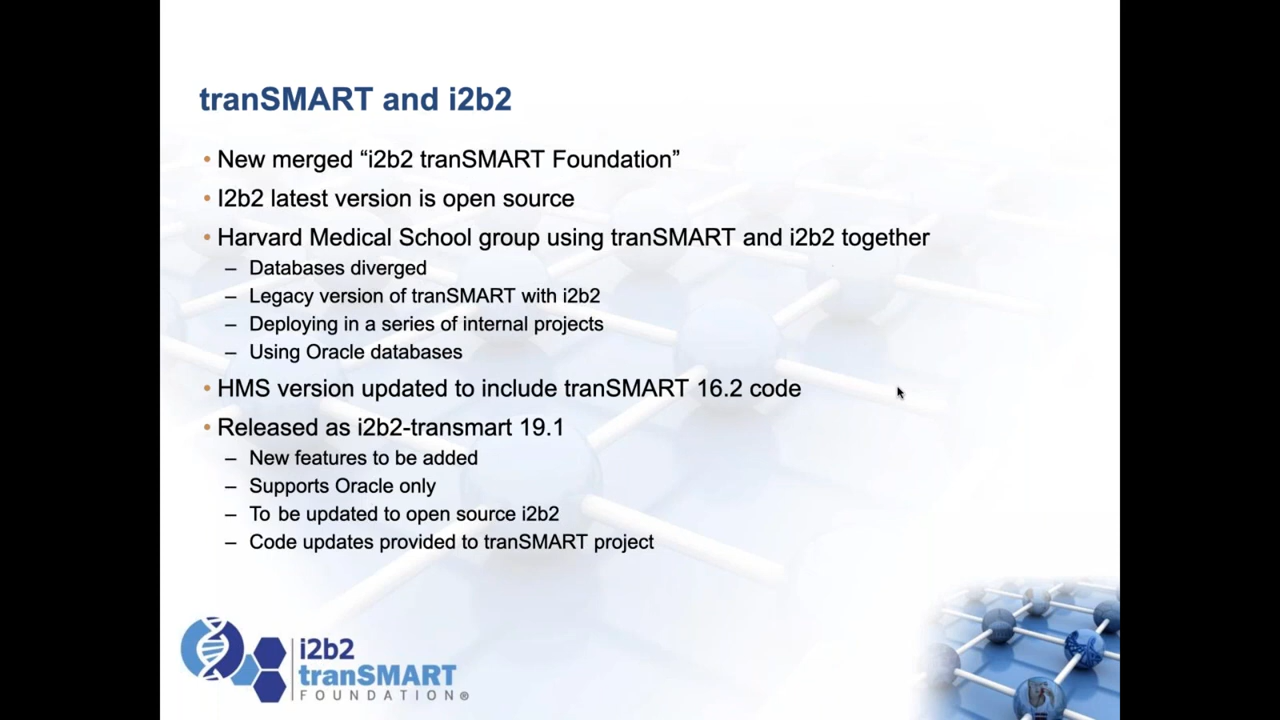 tranSMART and i2b2
• New merged “i2b2 tranSMART Foundation”
• I2b2 latest version is open source
• Harvard Medical School group using tranSMART and i2b2 together
– Databases diverged
– Legacy version of tranSMART with i2b2
– Deploying in a series of internal projects
– Using Oracle databases
• HMS version updated to include tranSMART 16.2 code
• Released as i2b2-transmart 19.1
– New features to be added
– Supports Oracle only
– To be updated to open source i2b2
– Code updates provided to tranSMART project
i2b2
tranSMART
FOUNDATION®